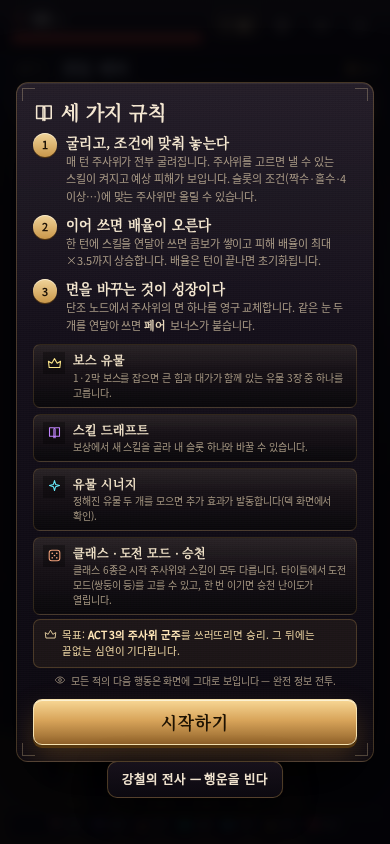 세 가지 규칙
1
굴리고, 조건에 맞춰 놓는다
매 턴 주사위가 전부 굴려집니다. 주사위를 고르면 낼 수 있는
스킬이 켜지고 예상 피해가 보입니다. 슬롯의 조건(짝수·홀수·4
이상…)에 맞는 주사위만 올릴 수 있습니다.
2
이어 쓰면 배율이 오른다
한 턴에 스킬을 연달아 쓰면 콤보가 쌓이고 피해 배율이 최대
×3.5까지 상승합니다. 배율은 턴이 끝나면 초기화됩니다.
3
면을 바꾸는 것이 성장이다
단조 노드에서 주사위의 면 하나를 영구 교체합니다. 같은 눈 두
개를 연달아 쓰면 페어 보너스가 붙습니다.
보스 유물
1·2막 보스를 잡으면 큰 힘과 대가가 함께 있는 유물 3장 중 하나를
고릅니다.
스킬 드래프트
보상에서 새 스킬을 골라 내 슬롯 하나와 바꿀 수 있습니다.
유물 시너지
정해진 유물 두 개를 모으면 추가 효과가 발동합니다(덱 화면에서
확인).
클래스 · 도전 모드 · 승천
클래스 6종은 시작 주사위와 스킬이 모두 다릅니다. 타이틀에서 도전
모드(쌍둥이 등)를 고를 수 있고, 한 번 이기면 승천 난이도가
열립니다.
목표: ACT 3의 주사위 군주를 쓰러뜨리면 승리. 그 뒤에는
끝없는 심연이 기다립니다.
모든 적의 다음 행동은 화면에 그대로 보입니다 — 완전 정보 전투.
시작하기
강철의 전사 — 행운을 빈다